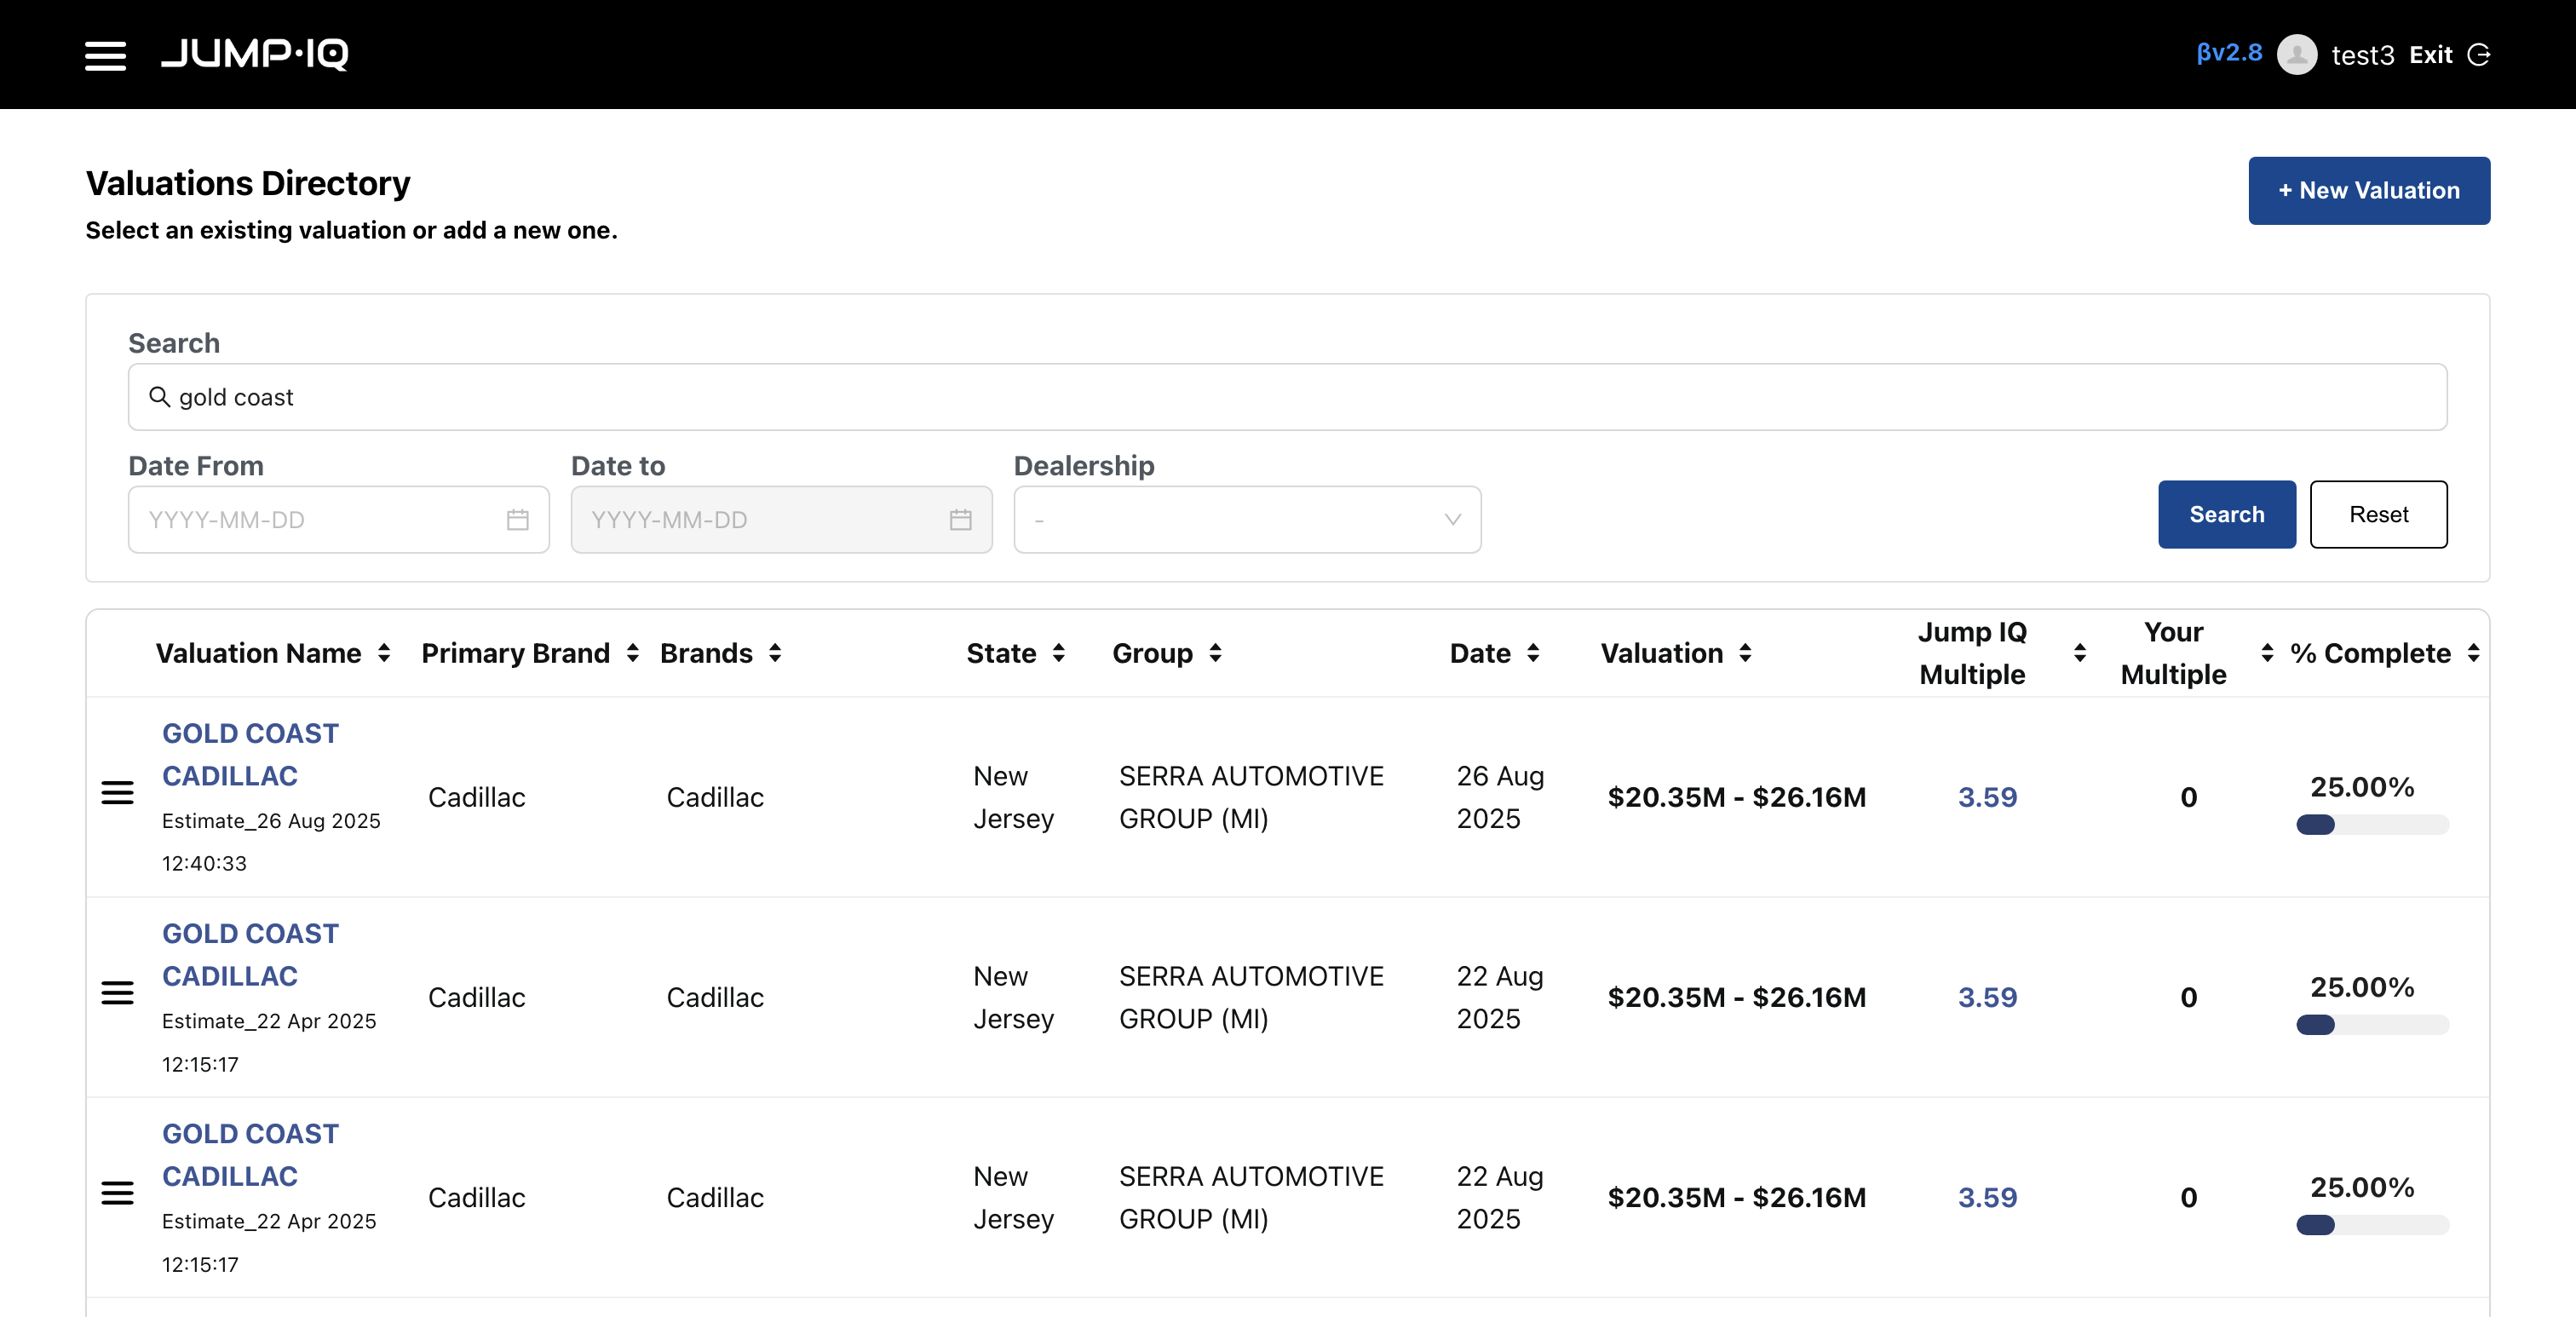 JUMP·IQ
βv2.8 test3 Exit
Valuations Directory
Select an existing valuation or add a new one.
+ New Valuation
Search
gold coast
Date From Date to Dealership
YYYY-MM-DD YYYY-MM-DD - Search Reset
Valuation Name Primary Brand Brands State Group Date Valuation Jump IQ Multiple Your Multiple % Complete
GOLD COAST
CADILLAC
Estimate_26 Aug 2025
12:40:33
Cadillac
Cadillac
New
Jersey
SERRA AUTOMOTIVE
GROUP (MI)
26 Aug
2025
$20.35M - $26.16M
3.59
0
25.00%
GOLD COAST
CADILLAC
Estimate_22 Apr 2025
12:15:17
Cadillac
Cadillac
New
Jersey
SERRA AUTOMOTIVE
GROUP (MI)
22 Aug
2025
$20.35M - $26.16M
3.59
0
25.00%
GOLD COAST
CADILLAC
Estimate_22 Apr 2025
12:15:17
Cadillac
Cadillac
New
Jersey
SERRA AUTOMOTIVE
GROUP (MI)
22 Aug
2025
$20.35M - $26.16M
3.59
0
25.00%